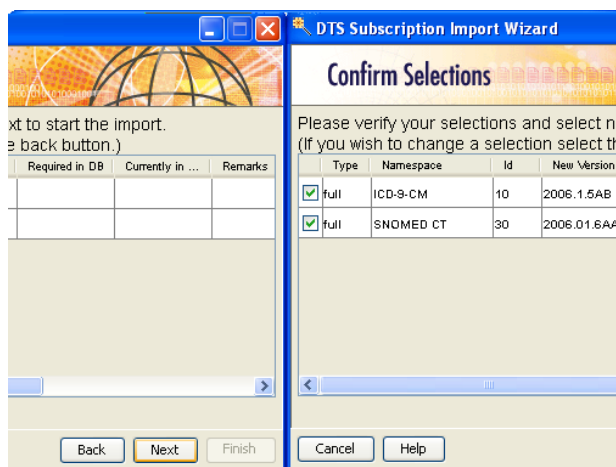 xt to start the import.
e back button.)
Required in DB Currently in ... Remarks
Back Next Finish
DTS Subscription Import Wizard
Confirm Selections
Please verify your selections and select n
(If you wish to change a selection select th
Type Namespace Id New Version
full ICD-9-CM 10 2006.1.5AB
full SNOMED CT 30 2006.01.6AA
Cancel Help